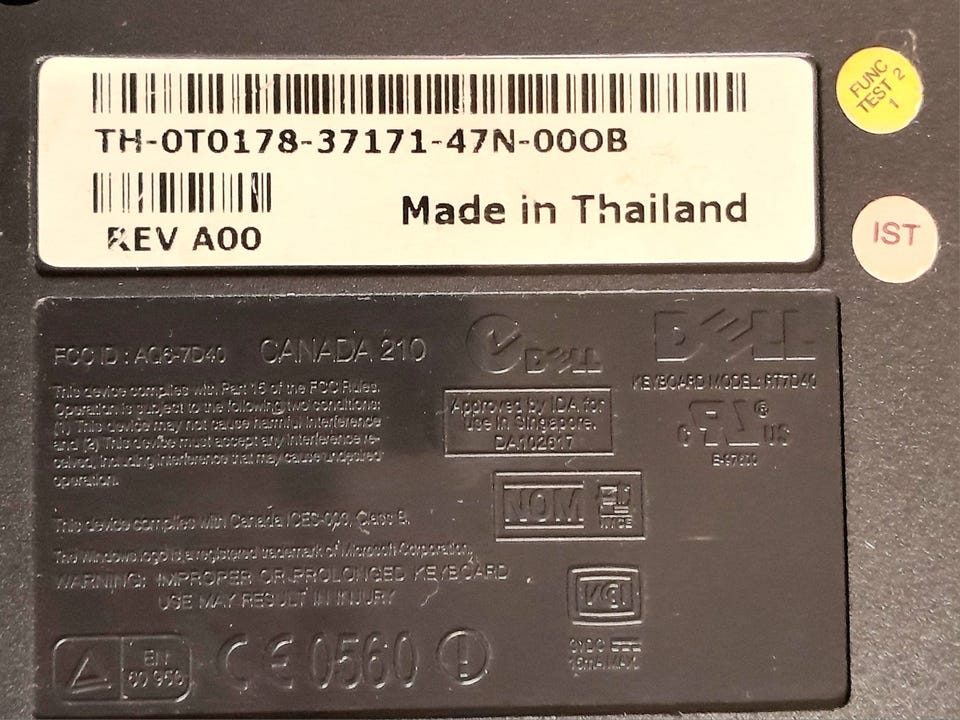 TH-0T0178-37171-47N-00OB
REV A00
Made in Thailand
FUNC
TEST 2
1
IST
FCC ID : AQ6-7D40
CANADA 210
This device complies with Part 15 of the FCC Rules.
Operation is subject to the following two conditions:
(1) This device may not cause harmful interference
and (2) This device must accept any interference re-
ceived, including interference that may cause undesired
operation.
This device complies with Canada ICES-003, Class B.
The Windows logo is a registered trademark of Microsoft Corporation.
WARNING: IMPROPER OR PROLONGED KEYBOARD
USE MAY RESULT IN INJURY
DELL
DELL
KEYBOARD MODEL: RT7D40
Approved by IDA for
use in Singapore.
DA102617
c US
®
NOM
NYCE
EN
60 950
CE 0560